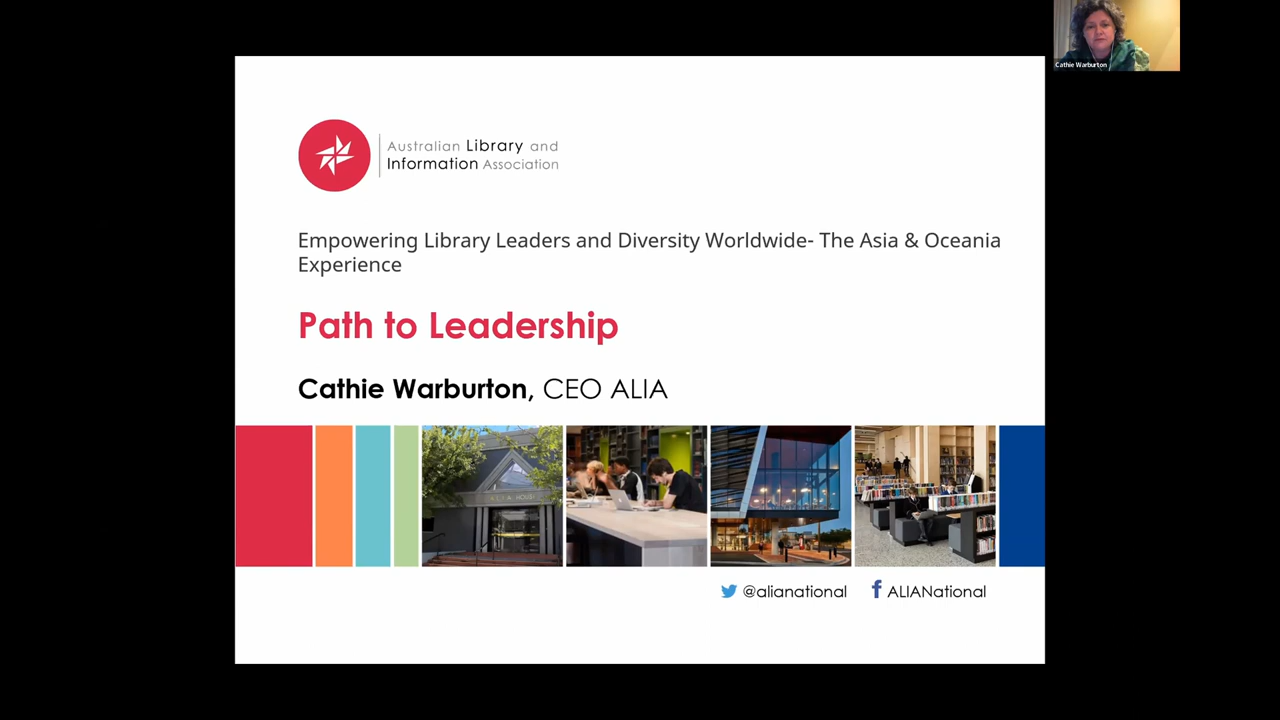 Cathie Warburton
Australian Library and
Information Association
Empowering Library Leaders and Diversity Worldwide- The Asia & Oceania
Experience
Path to Leadership
Cathie Warburton, CEO ALIA
@alianational
ALIANational